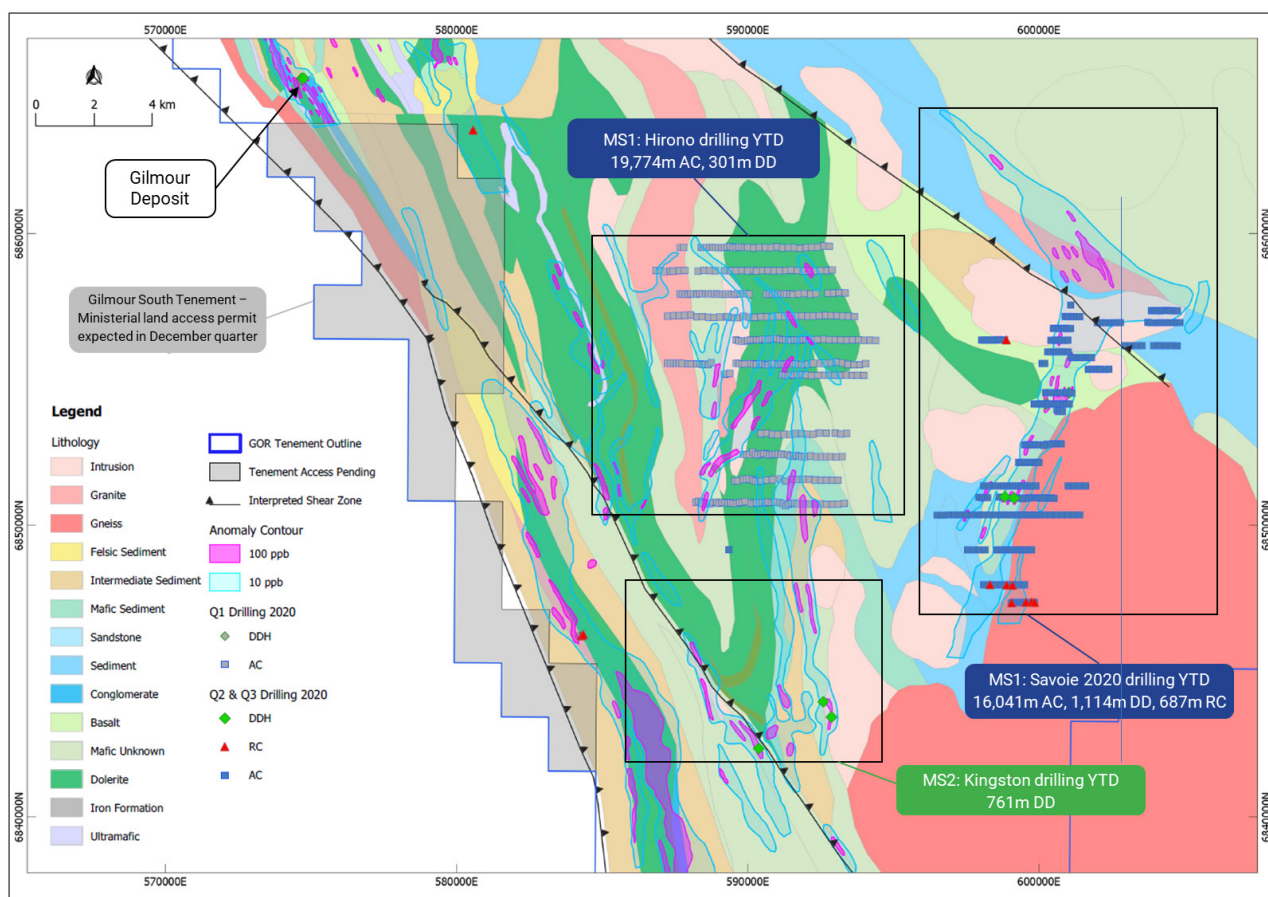 570000E
580000E
590000E
600000E
0 2 4 km
MS1: Hirono drilling YTD
19,774m AC, 301m DD
Gilmour
Deposit
6860000N
6860000N
Gilmour South Tenement –
Ministerial land access permit
expected in December quarter
Legend
Lithology
Intrusion
Granite
Gneiss
Felsic Sediment
Intermediate Sediment
Mafic Sediment
Sandstone
Sediment
Conglomerate
Basalt
Mafic Unknown
Dolerite
Iron Formation
Ultramafic
GOR Tenement Outline
Tenement Access Pending
Interpreted Shear Zone
Anomaly Contour
100 ppb
10 ppb
Q1 Drilling 2020
DDH
AC
Q2 & Q3 Drilling 2020
DDH
RC
AC
6850000N
6850000N
MS1: Savoie 2020 drilling YTD
16,041m AC, 1,114m DD, 687m RC
MS2: Kingston drilling YTD
761m DD
6840000N
6840000N
570000E
580000E
590000E
600000E